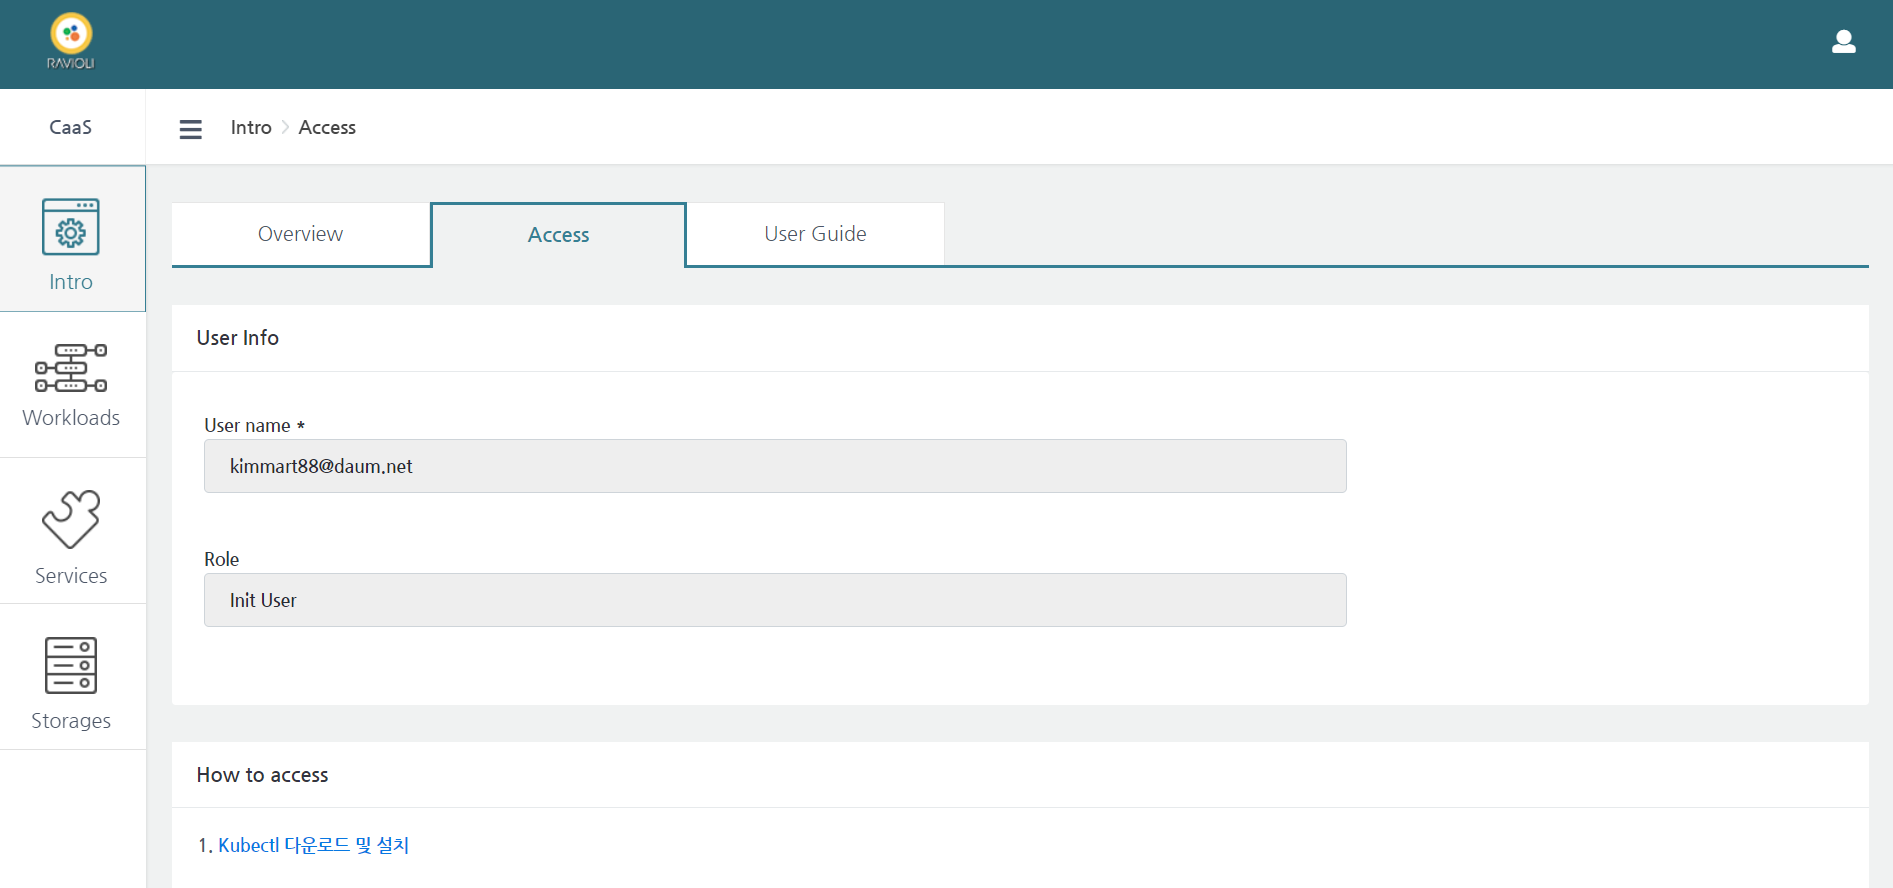 RAVIOLI
CaaS
Intro > Access
Intro
Workloads
Services
Storages
Overview
Access
User Guide
User Info
User name *
kimmart88@daum.net
Role
Init User
How to access
1. Kubectl 다운로드 및 설치